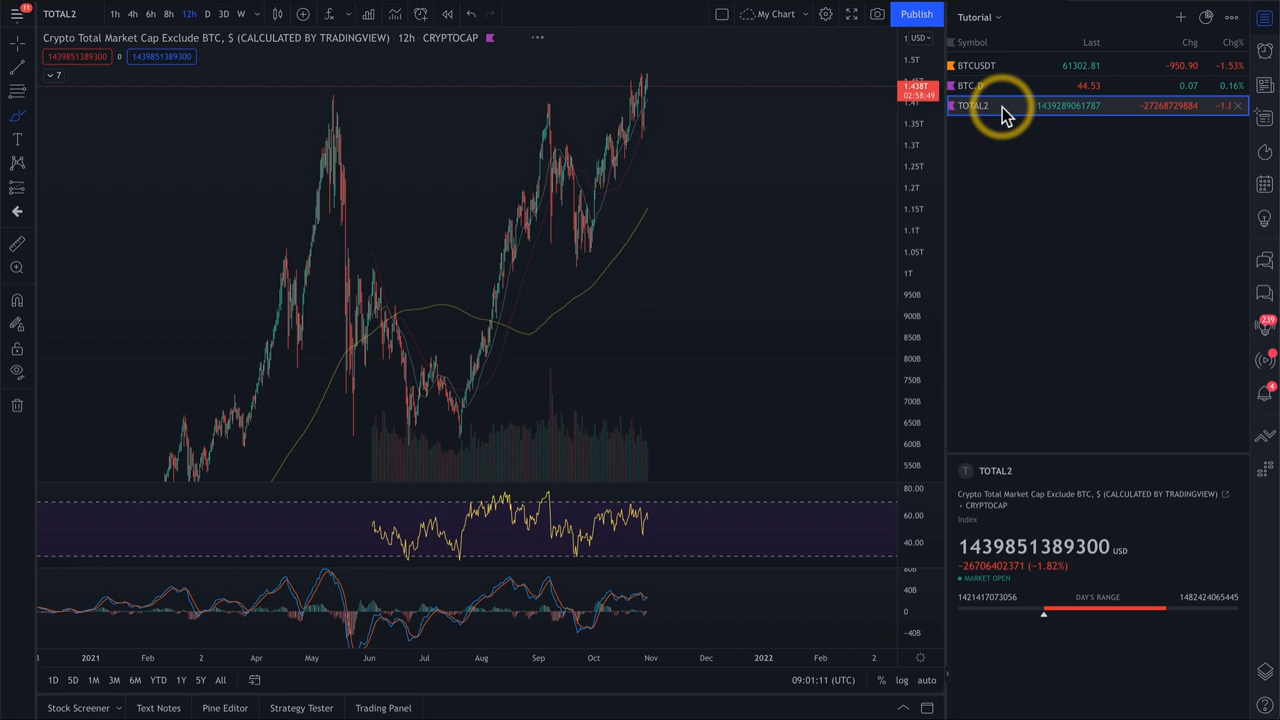 11
TOTAL2
1h 4h 6h 8h 12h D 3D W
My Chart
Publish
Crypto Total Market Cap Exclude BTC, $ (CALCULATED BY TRADINGVIEW) · 12h · CRYPTOCAP
1439851389300 0 1439851389300
7
USD
1.5T
1.438T
02:58:49
1.4T
1.35T
1.3T
1.25T
1.2T
1.15T
1.1T
1.05T
1T
950B
900B
850B
800B
750B
700B
650B
600B
550B
80.00
60.00
40.00
80B
40B
0
−40B
2021 Feb 2 Apr May Jun Jul Aug Sep Oct Nov Dec 2022 Feb 2
1D 5D 1M 3M 6M YTD 1Y 5Y All
09:01:11 (UTC) % log auto
Stock Screener Text Notes Pine Editor Strategy Tester Trading Panel
Tutorial
Symbol Last Chg Chg%
BTCUSDT 61302.81 −950.90 −1.53%
BTC.D 44.53 0.07 0.16%
TOTAL2 1439289061787 −27268729884
T TOTAL2
Crypto Total Market Cap Exclude BTC, $ (CALCULATED BY TRADINGVIEW)
• CRYPTOCAP
Index
1439851389300 USD
−26706402371 (−1.82%)
MARKET OPEN
1421417073056 DAY'S RANGE 1482424065445
239
4